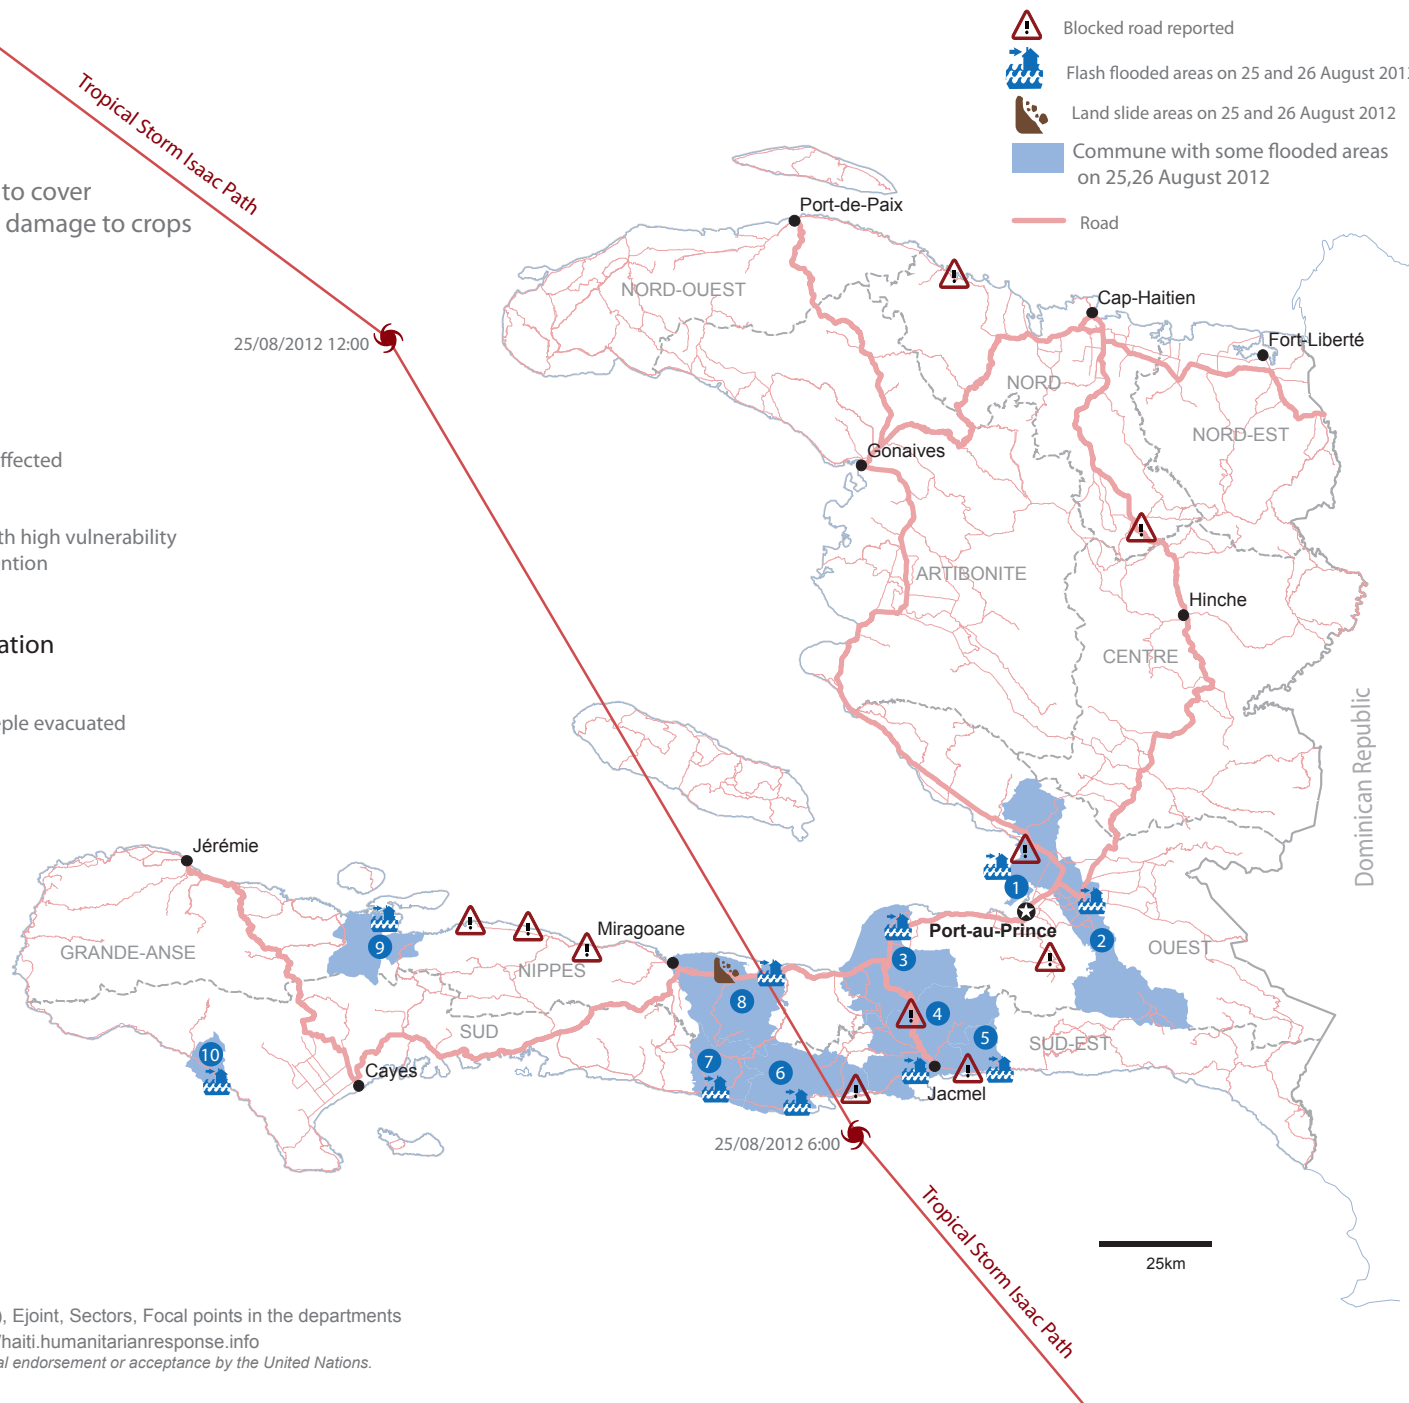 Blocked road reported
Flash flooded areas on 25 and 26 August 201
Land slide areas on 25 and 26 August 2012
Commune with some flooded areas
on 25,26 August 2012
Road
Tropical Storm Isaac Path
to cover
damage to crops
Port-de-Paix
NORD-OUEST
Cap-Haitien
25/08/2012 12:00
Fort-Liberté
NORD
NORD-EST
Gonaives
ffected
th high vulnerability
ntion
ARTIBONITE
Hinche
ation
CENTRE
Dominican Republic
ple evacuated
Jérémie
1
Port-au-Prince
2
OUEST
Miragoane
GRANDE-ANSE
9
NIPPES
3
8
4
SUD
5
SUD-EST
10
7
6
Cayes
Jacmel
25/08/2012 6:00
Tropical Storm Isaac Path
25km
), Ejoint, Sectors, Focal points in the departments
/haiti.humanitarianresponse.info
al endorsement or acceptance by the United Nations.